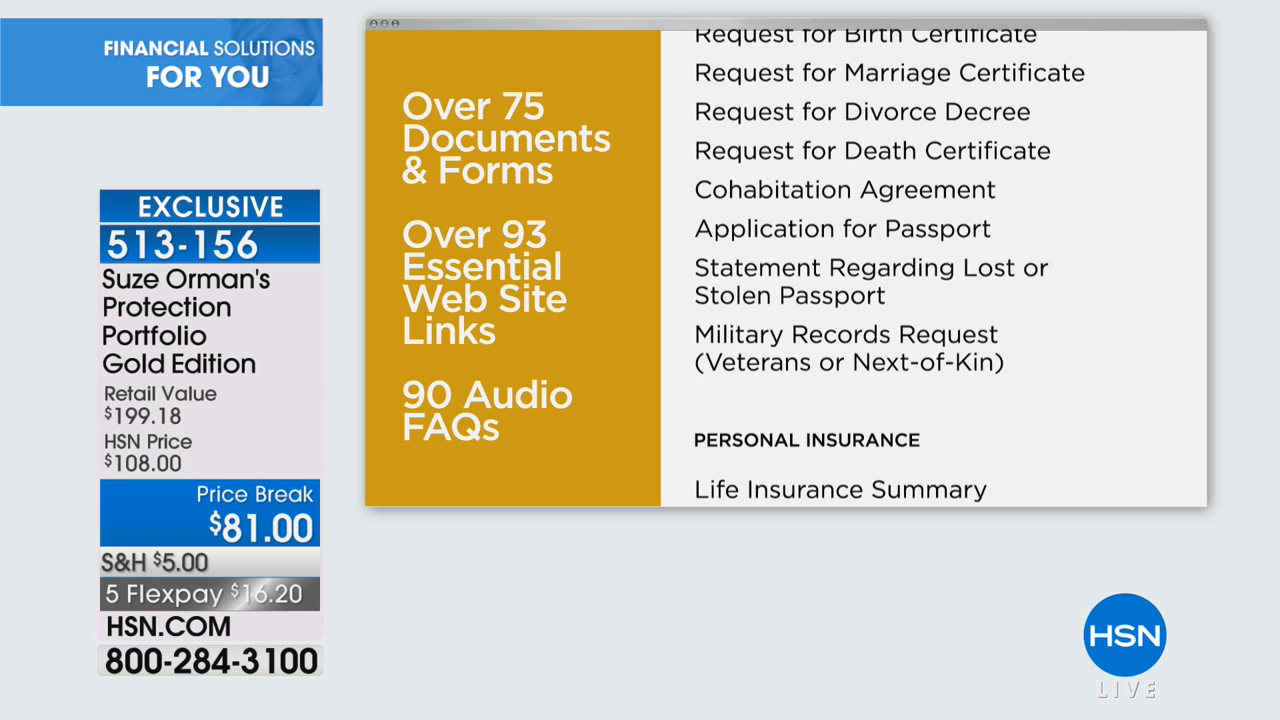 FINANCIAL SOLUTIONS
FOR YOU
EXCLUSIVE
513-156
Suze Orman's
Protection
Portfolio
Gold Edition
Retail Value
$199.18
HSN Price
$108.00
Price Break
$81.00
S&H $5.00
5 Flexpay $16.20
HSN.COM
800-284-3100
Over 75
Documents
& Forms
Over 93
Essential
Web Site
Links
90 Audio
FAQs
Request for Birth Certificate
Request for Marriage Certificate
Request for Divorce Decree
Request for Death Certificate
Cohabitation Agreement
Application for Passport
Statement Regarding Lost or
Stolen Passport
Military Records Request
(Veterans or Next-of-Kin)
PERSONAL INSURANCE
Life Insurance Summary
HSN
LIVE